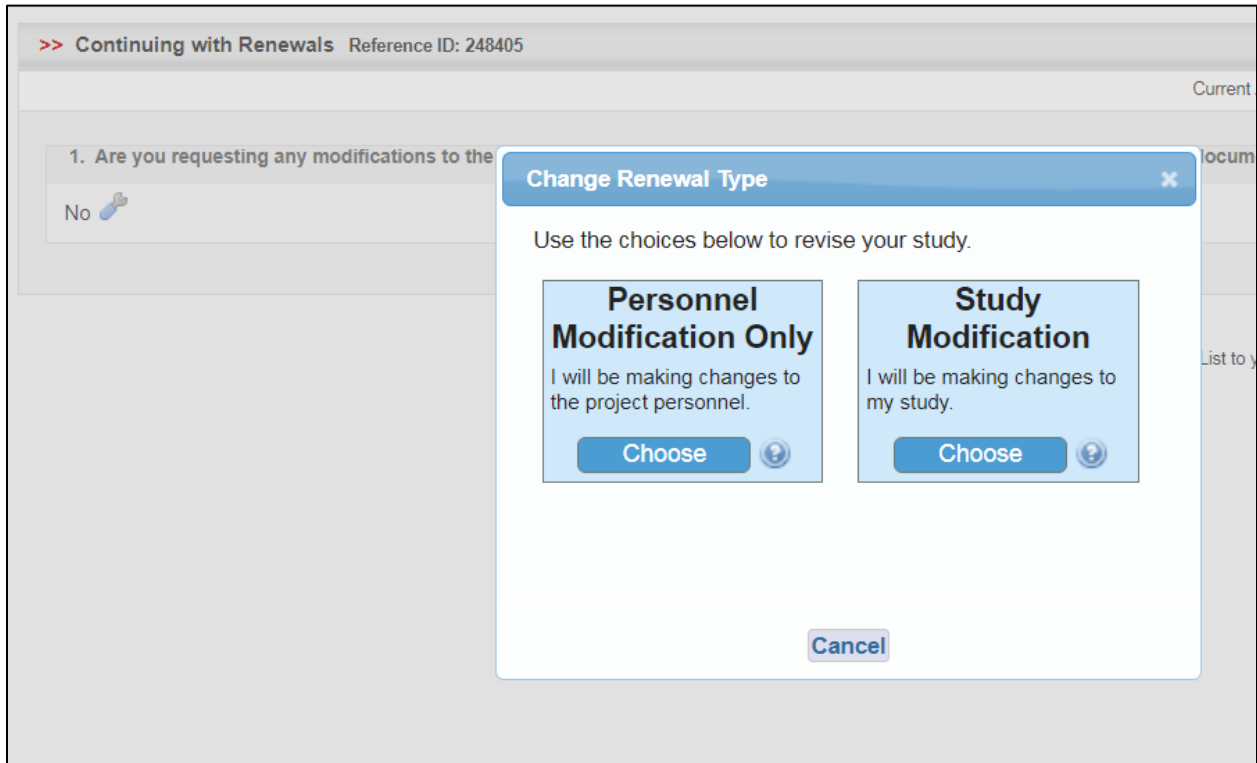 >> Continuing with Renewals Reference ID: 248405
Current
1. Are you requesting any modifications to the
No
Change Renewal Type
Use the choices below to revise your study.
Personnel
Modification Only
I will be making changes to
the project personnel.
Choose
Study
Modification
I will be making changes to
my study.
Choose
List to
Cancel